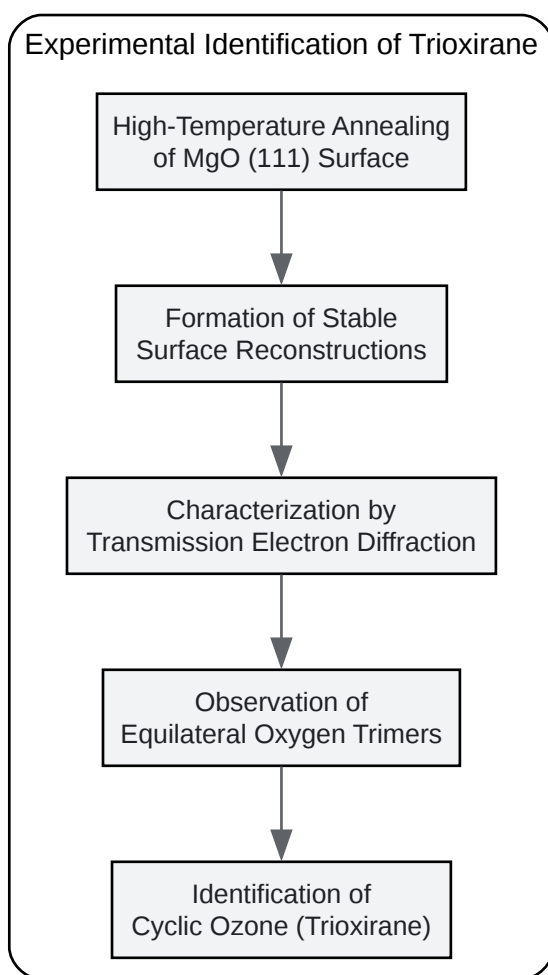 Experimental Identification of Trioxirane
High-Temperature Annealing
of MgO (111) Surface
Formation of Stable
Surface Reconstructions
Characterization by
Transmission Electron Diffraction
Observation of
Equilateral Oxygen Trimers
Identification of
Cyclic Ozone (Trioxirane)